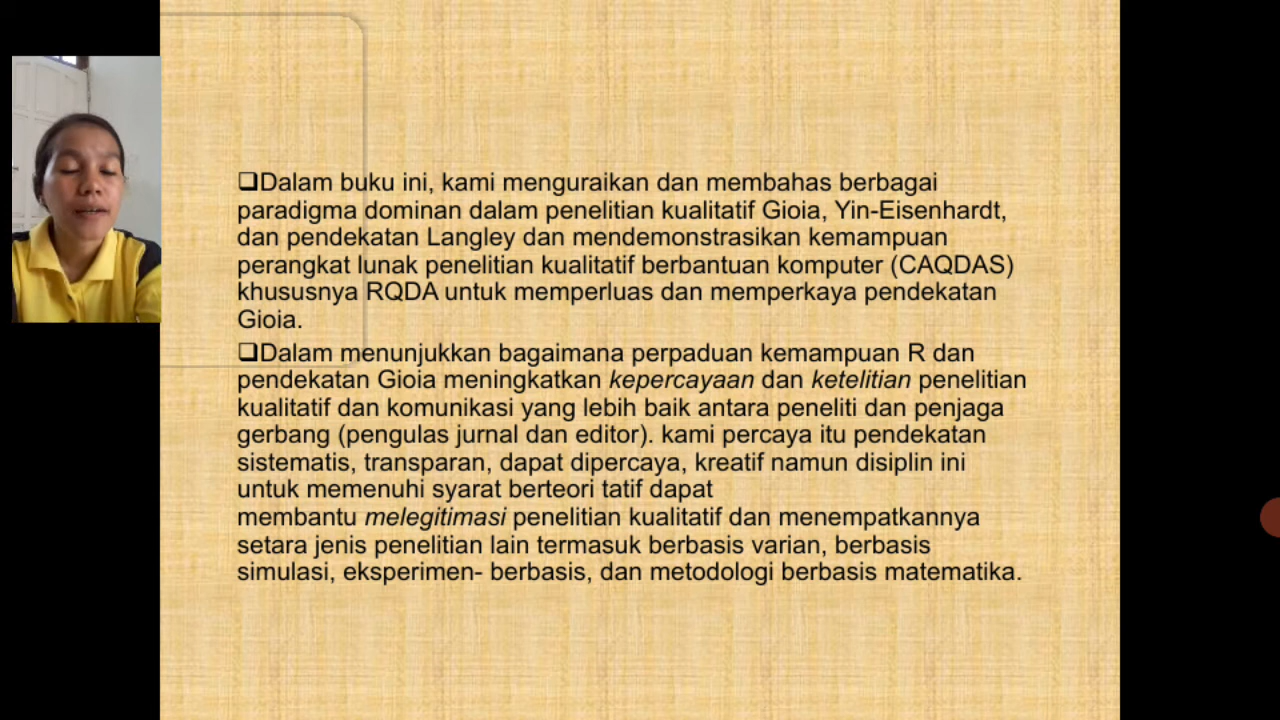 ❑Dalam buku ini, kami menguraikan dan membahas berbagai
paradigma dominan dalam penelitian kualitatif Gioia, Yin-Eisenhardt,
dan pendekatan Langley dan mendemonstrasikan kemampuan
perangkat lunak penelitian kualitatif berbantuan komputer (CAQDAS)
khususnya RQDA untuk memperluas dan memperkaya pendekatan
Gioia.
❑Dalam menunjukkan bagaimana perpaduan kemampuan R dan
pendekatan Gioia meningkatkan kepercayaan dan ketelitian penelitian
kualitatif dan komunikasi yang lebih baik antara peneliti dan penjaga
gerbang (pengulas jurnal dan editor). kami percaya itu pendekatan
sistematis, transparan, dapat dipercaya, kreatif namun disiplin ini
untuk memenuhi syarat berteori tatif dapat
membantu melegitimasi penelitian kualitatif dan menempatkannya
setara jenis penelitian lain termasuk berbasis varian, berbasis
simulasi, eksperimen- berbasis, dan metodologi berbasis matematika.